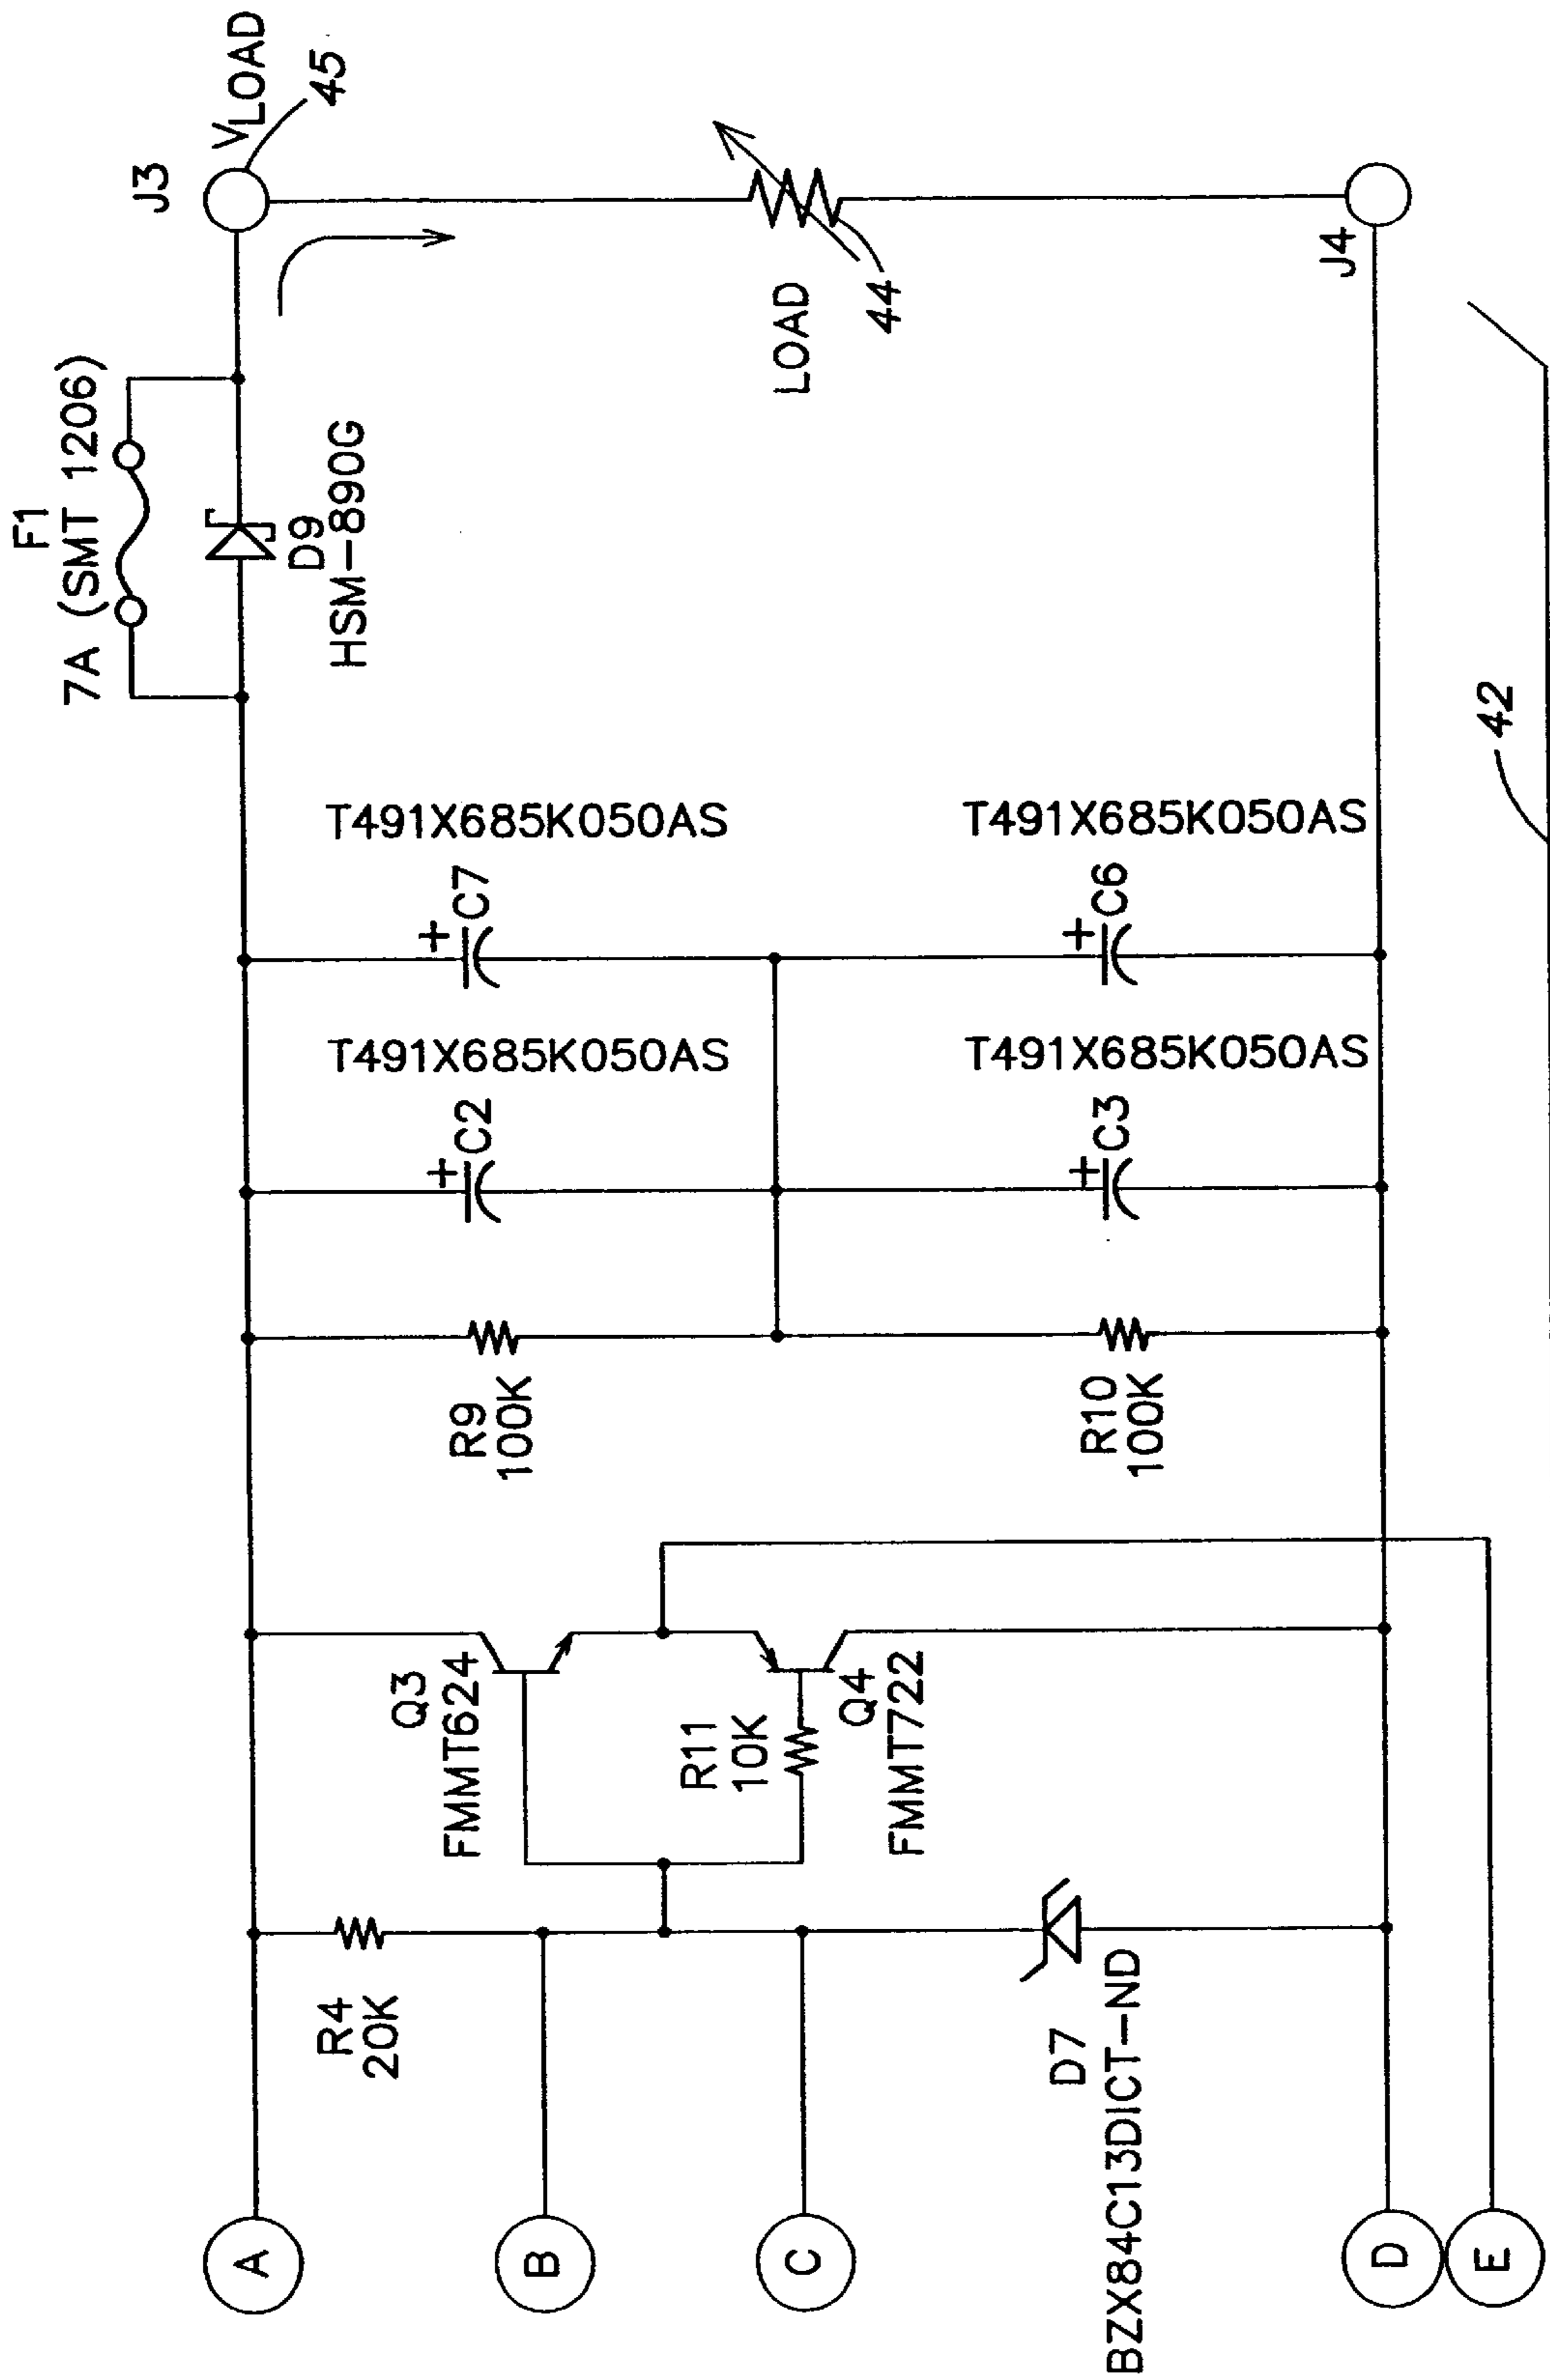 F1
7A (SMT 1206)
D9
HSM-890G
J3
VLOAD
45
LOAD
44
J4
T491X685K050AS
+
C7
T491X685K050AS
+
C6
T491X685K050AS
+
C2
T491X685K050AS
+
C3
R9
100K
R10
100K
Q3
FMMT624
R11
10K
Q4
FMMT722
R4
20K
D7
BZX84C13DICT-ND
A
B
C
D
E
42